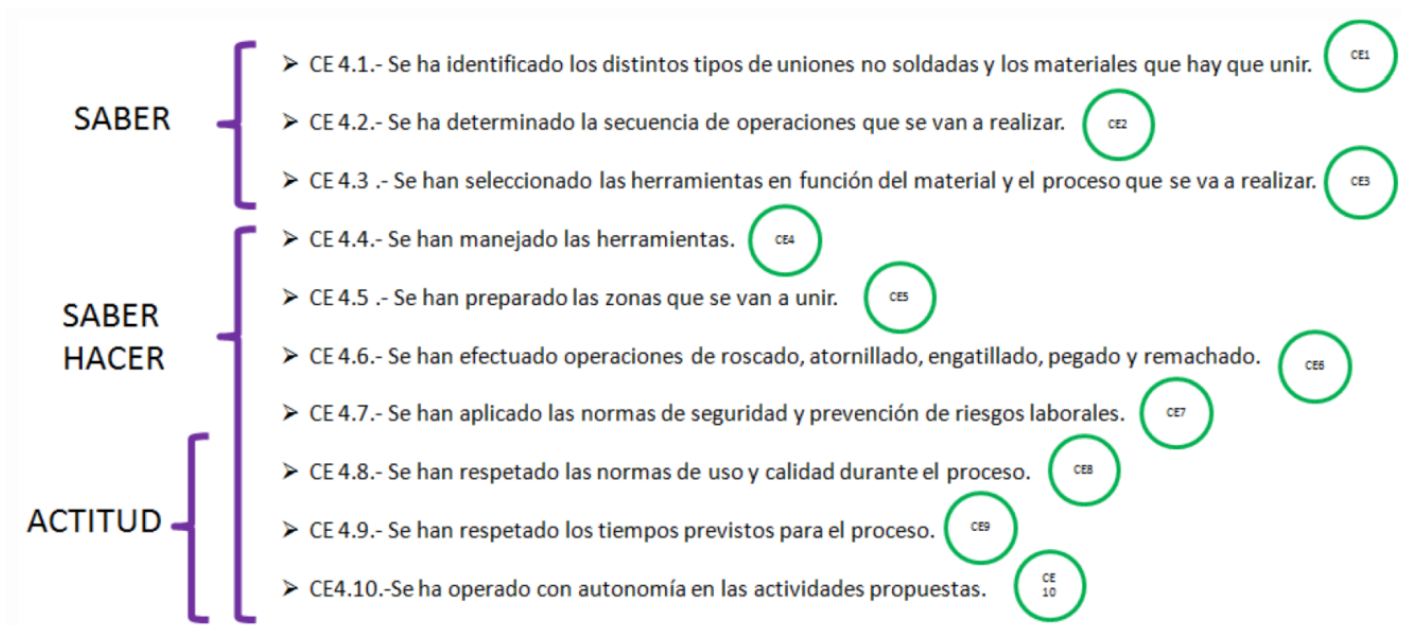 SABER
➤ CE 4.1.- Se ha identificado los distintos tipos de uniones no soldadas y los materiales que hay que unir.
CE1
➤ CE 4.2.- Se ha determinado la secuencia de operaciones que se van a realizar.
CE2
➤ CE 4.3 .- Se han seleccionado las herramientas en función del material y el proceso que se va a realizar.
CE3
SABER
HACER
➤ CE 4.4.- Se han manejado las herramientas.
CE4
➤ CE 4.5 .- Se han preparado las zonas que se van a unir.
CE5
➤ CE 4.6.- Se han efectuado operaciones de roscado, atornillado, engatillado, pegado y remachado.
CE6
➤ CE 4.7.- Se han aplicado las normas de seguridad y prevención de riesgos laborales.
CE7
ACTITUD
➤ CE 4.8.- Se han respetado las normas de uso y calidad durante el proceso.
CE8
➤ CE 4.9.- Se han respetado los tiempos previstos para el proceso.
CE9
➤ CE4.10.-Se ha operado con autonomía en las actividades propuestas.
CE
10